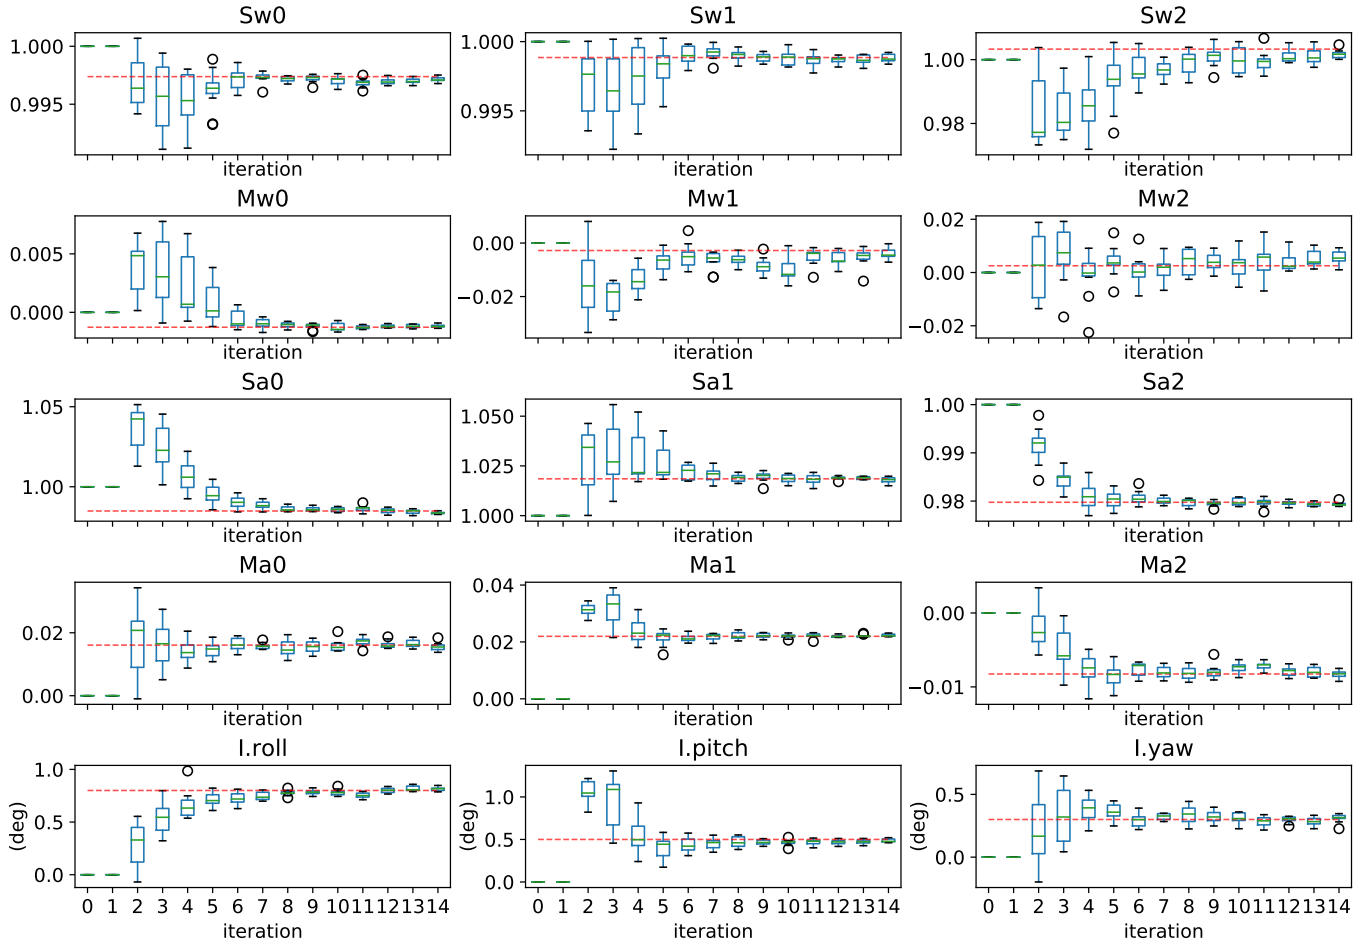 Sw0 Sw1 Sw2
1.000
0.995
iteration
1.000
0.995
iteration
1.00
0.98
iteration
Mw0 Mw1 Mw2
0.005
0.000
iteration
0.00
−0.02
iteration
0.02
0.00
−0.02
iteration
Sa0 Sa1 Sa2
1.05
1.00
iteration
1.050
1.025
1.000
iteration
1.00
0.99
0.98
iteration
Ma0 Ma1 Ma2
0.02
0.00
iteration
0.04
0.02
0.00
iteration
0.00
−0.01
iteration
I.roll I.pitch I.yaw
(deg)
1.0
0.5
0.0
0 1 2 3 4 5 6 7 8 9 10 11 12 13 14
iteration
(deg)
1.0
0.5
0.0
0 1 2 3 4 5 6 7 8 9 10 11 12 13 14
iteration
(deg)
0.5
0.0
0 1 2 3 4 5 6 7 8 9 10 11 12 13 14
iteration